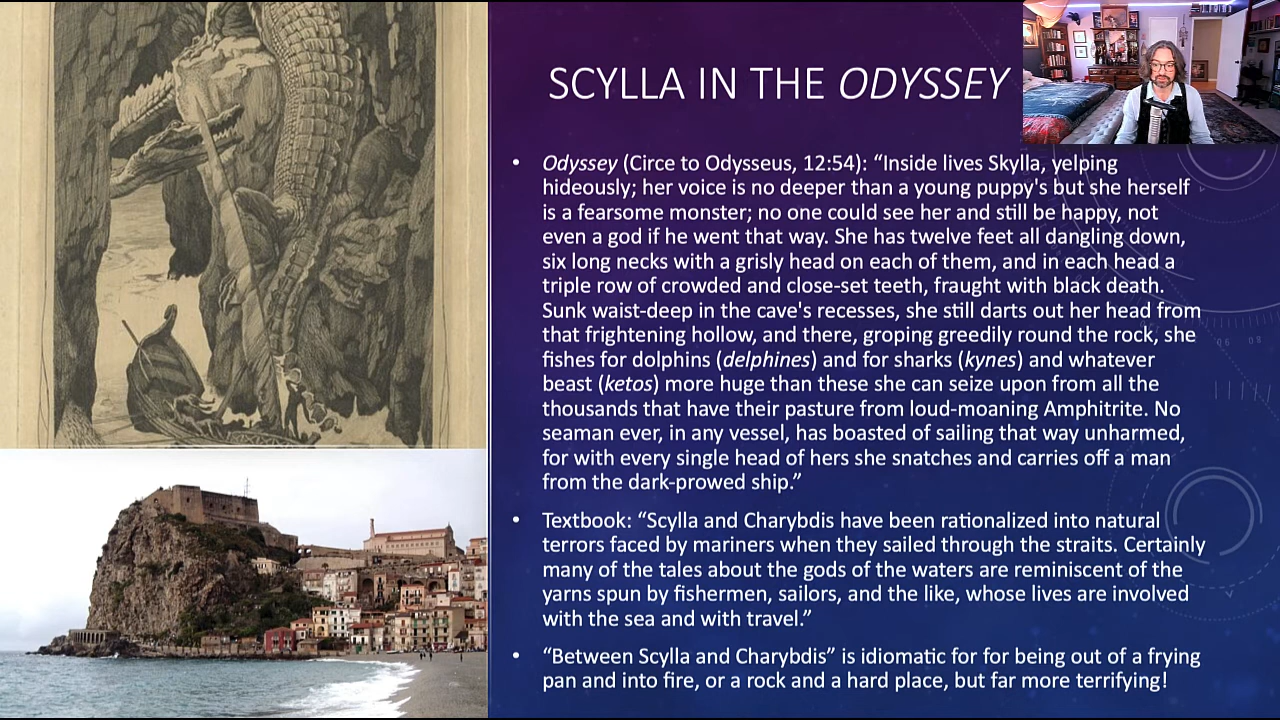 SCYLLA IN THE ODYSSEY
• Odyssey (Circe to Odysseus, 12:54): “Inside lives Skylla, yelping
hideously; her voice is no deeper than a young puppy's but she herself
is a fearsome monster; no one could see her and still be happy, not
even a god if he went that way. She has twelve feet all dangling down,
six long necks with a grisly head on each of them, and in each head a
triple row of crowded and close-set teeth, fraught with black death.
Sunk waist-deep in the cave's recesses, she still darts out her head from
that frightening hollow, and there, groping greedily round the rock, she
fishes for dolphins (delphines) and for sharks (kynes) and whatever
beast (ketos) more huge than these she can seize upon from all the
thousands that have their pasture from loud-moaning Amphitrite. No
seaman ever, in any vessel, has boasted of sailing that way unharmed,
for with every single head of hers she snatches and carries off a man
from the dark-prowed ship.”
• Textbook: “Scylla and Charybdis have been rationalized into natural
terrors faced by mariners when they sailed through the straits. Certainly
many of the tales about the gods of the waters are reminiscent of the
yarns spun by fishermen, sailors, and the like, whose lives are involved
with the sea and with travel.”
• “Between Scylla and Charybdis” is idiomatic for for being out of a frying
pan and into fire, or a rock and a hard place, but far more terrifying!